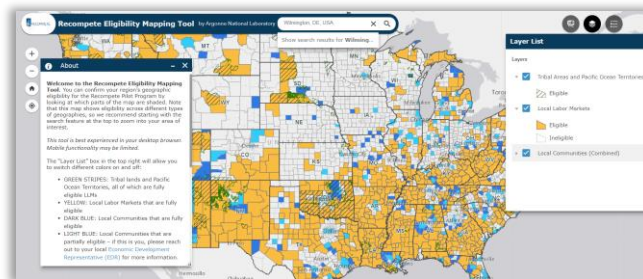 Recompete Eligibility Mapping Tool by Argonne National Laboratory
Wilmington, DE, USA
Show search results for Wilming...
About
Welcome to the Recompete Eligibility Mapping
Tool. You can confirm your region's geographic
eligibility for the Recompete Pilot Program by
looking at which parts of the map are shaded. Note
that this map shows eligibility across different types
of geographies, so we recommend starting with the
search feature at the top to zoom into your area of
interest.
This tool is best experienced in your desktop browser.
Mobile functionality may be limited.
The "Layer List" box in the top right will allow you
to switch different colors on and off:
• GREEN STRIPES: Tribal lands and Pacific
Ocean Territories, all of which are fully
eligible LLMs
• YELLOW: Local Labor Markets that are fully
eligible
• DARK BLUE: Local Communities that are fully
eligible
• LIGHT BLUE: Local Communities that are
partially eligible – if this is you, please reach
out to your local Economic Development
Representative (EDR) for more information.
Layer List
Layers
Tribal Areas and Pacific Ocean Territories
Eligible
Local Labor Markets
Eligible
Ineligible
Local Communities (Combined)
MT